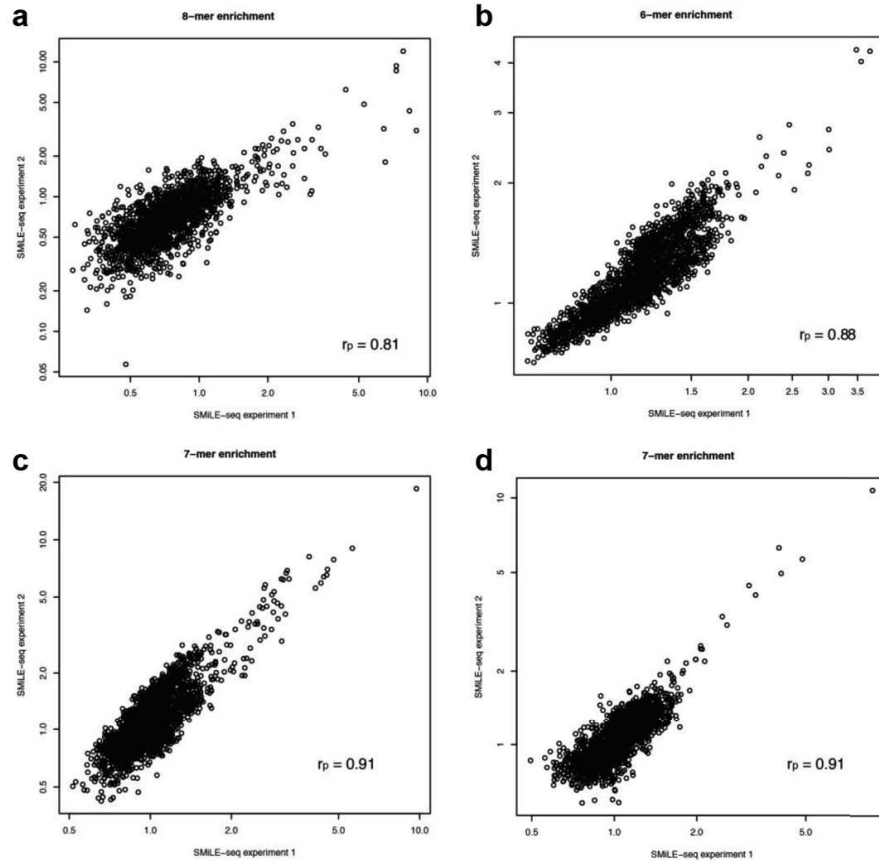 a
8-mer enrichment
10.00
5.00
2.00
1.00
0.50
0.20
0.10
0.05
SMiLE-seq experiment 2
rp = 0.81
0.5
1.0
2.0
5.0
10.0
SMiLE-seq experiment 1
b
6-mer enrichment
4
3
2
1
SMiLE-seq experiment 2
rp = 0.88
1.0
1.5
2.0
2.5
3.0
3.5
SMiLE-seq experiment 1
c
7-mer enrichment
20.0
10.0
5.0
2.0
1.0
0.5
SMiLE-seq experiment 2
rp = 0.91
0.5
1.0
2.0
5.0
10.0
SMiLE-seq experiment 1
d
7-mer enrichment
10
5
2
1
SMiLE-seq experiment 2
rp = 0.91
0.5
1.0
2.0
5.0
SMiLE-seq experiment 1